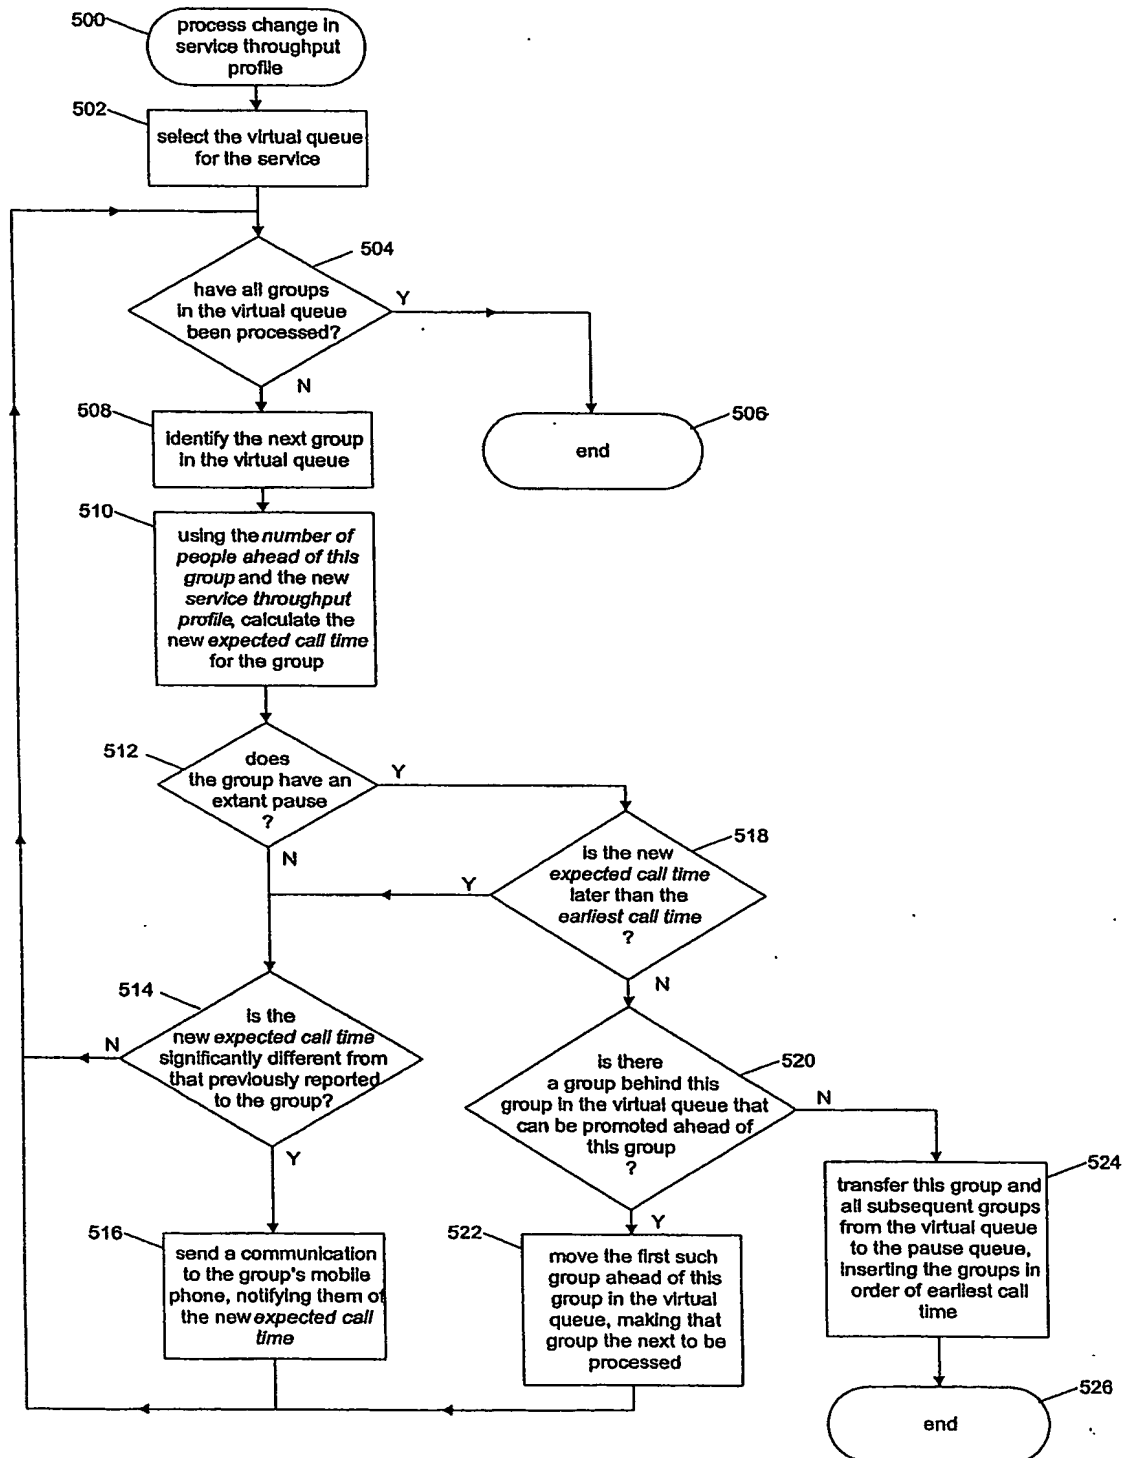 500
process change in
service throughput
profile
502
select the virtual queue
for the service
504
have all groups
in the virtual queue
been processed?
Y
N
508
identify the next group
in the virtual queue
506
end
510
using the number of
people ahead of this
group and the new
service throughput
profile, calculate the
new expected call time
for the group
512
does
the group have an
extant pause
?
Y
N
518
is the new
expected call time
later than the
earliest call time
?
Y
N
514
is the
new expected call time
significantly different from
that previously reported
to the group?
N
Y
520
is there
a group behind this
group in the virtual queue that
can be promoted ahead of
this group
?
N
Y
516
send a communication
to the group's mobile
phone, notifying them of
the new expected call
time
522
move the first such
group ahead of this
group in the virtual
queue, making that
group the next to be
processed
524
transfer this group and
all subsequent groups
from the virtual queue
to the pause queue,
inserting the groups in
order of earliest call
time
526
end